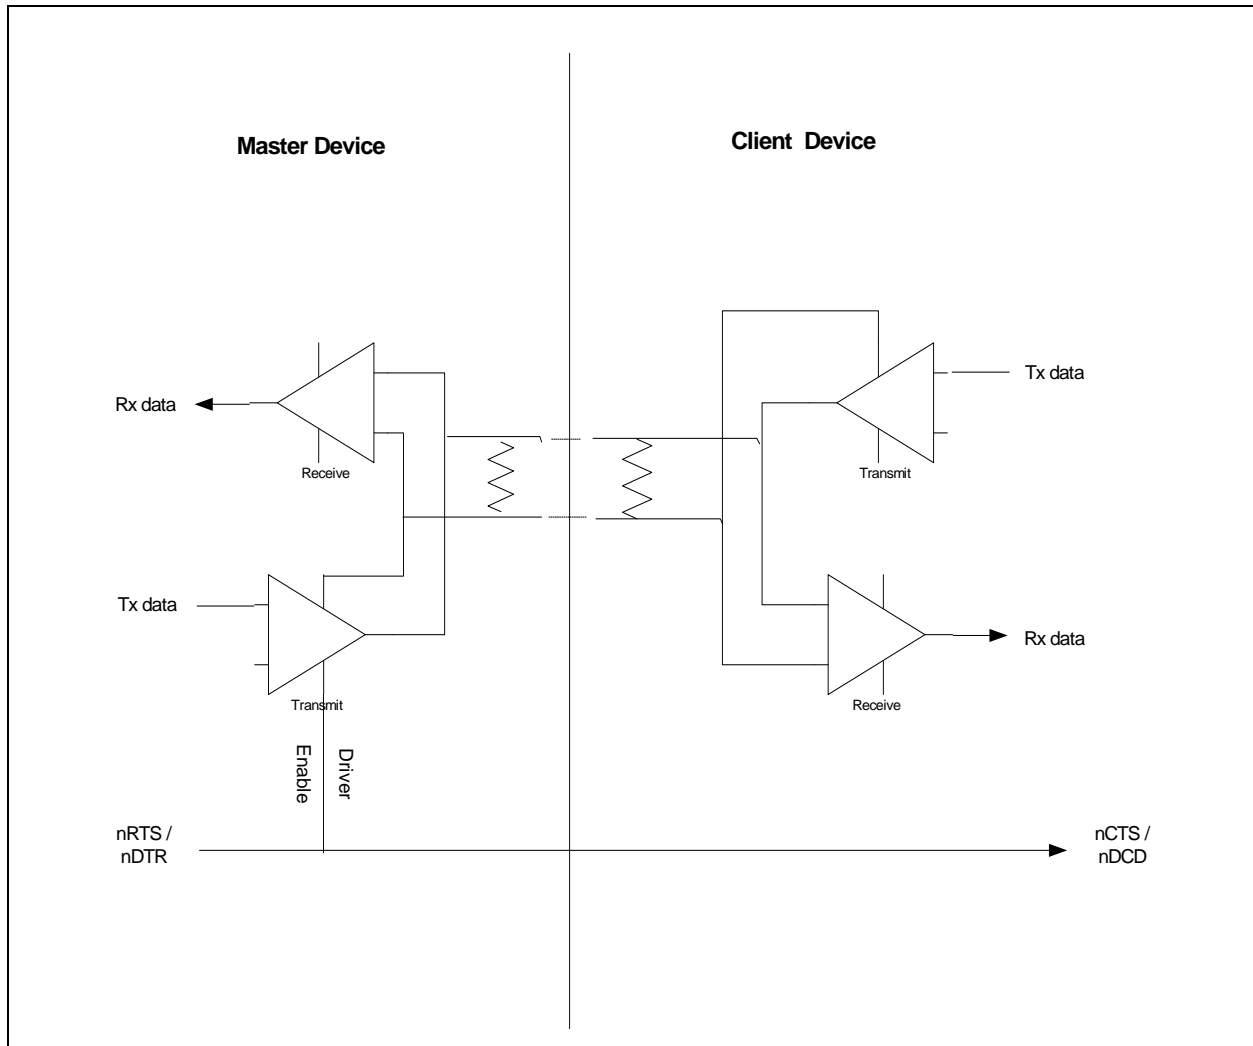 Master Device
Client Device
Rx data
Receive
Tx data
Transmit
Tx data
Transmit
Rx data
Receive
Driver
Enable
nRTS /
nDTR
nCTS /
nDCD